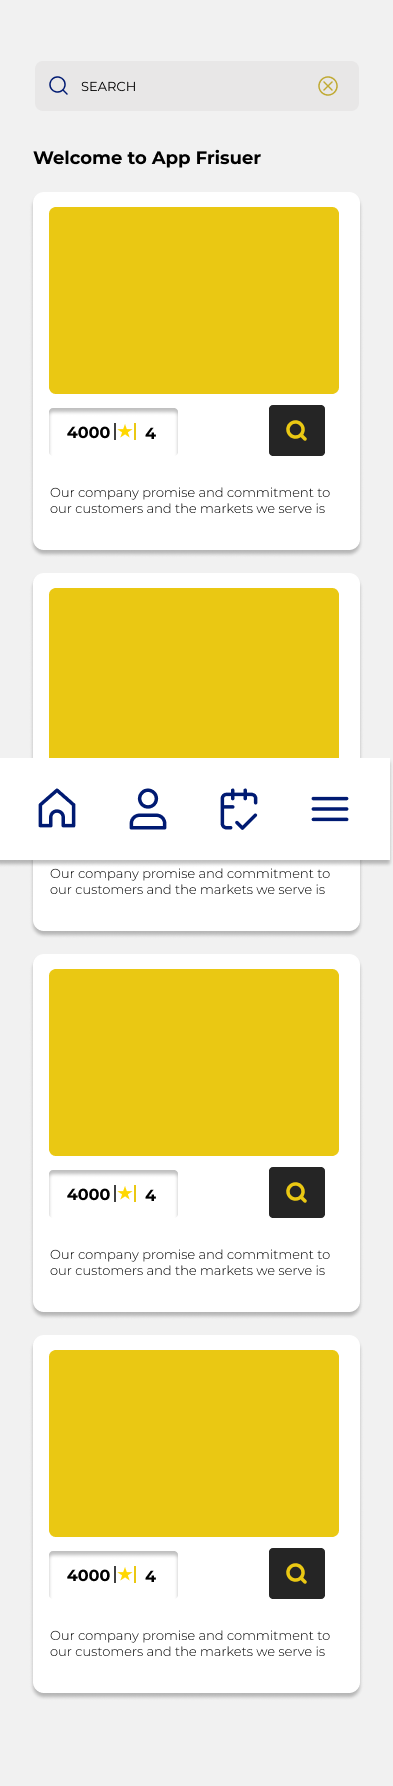 SEARCH
Welcome to App Frisuer
4000 4
Our company promise and commitment to
our customers and the markets we serve is
Our company promise and commitment to
our customers and the markets we serve is
4000 4
Our company promise and commitment to
our customers and the markets we serve is
4000 4
Our company promise and commitment to
our customers and the markets we serve is